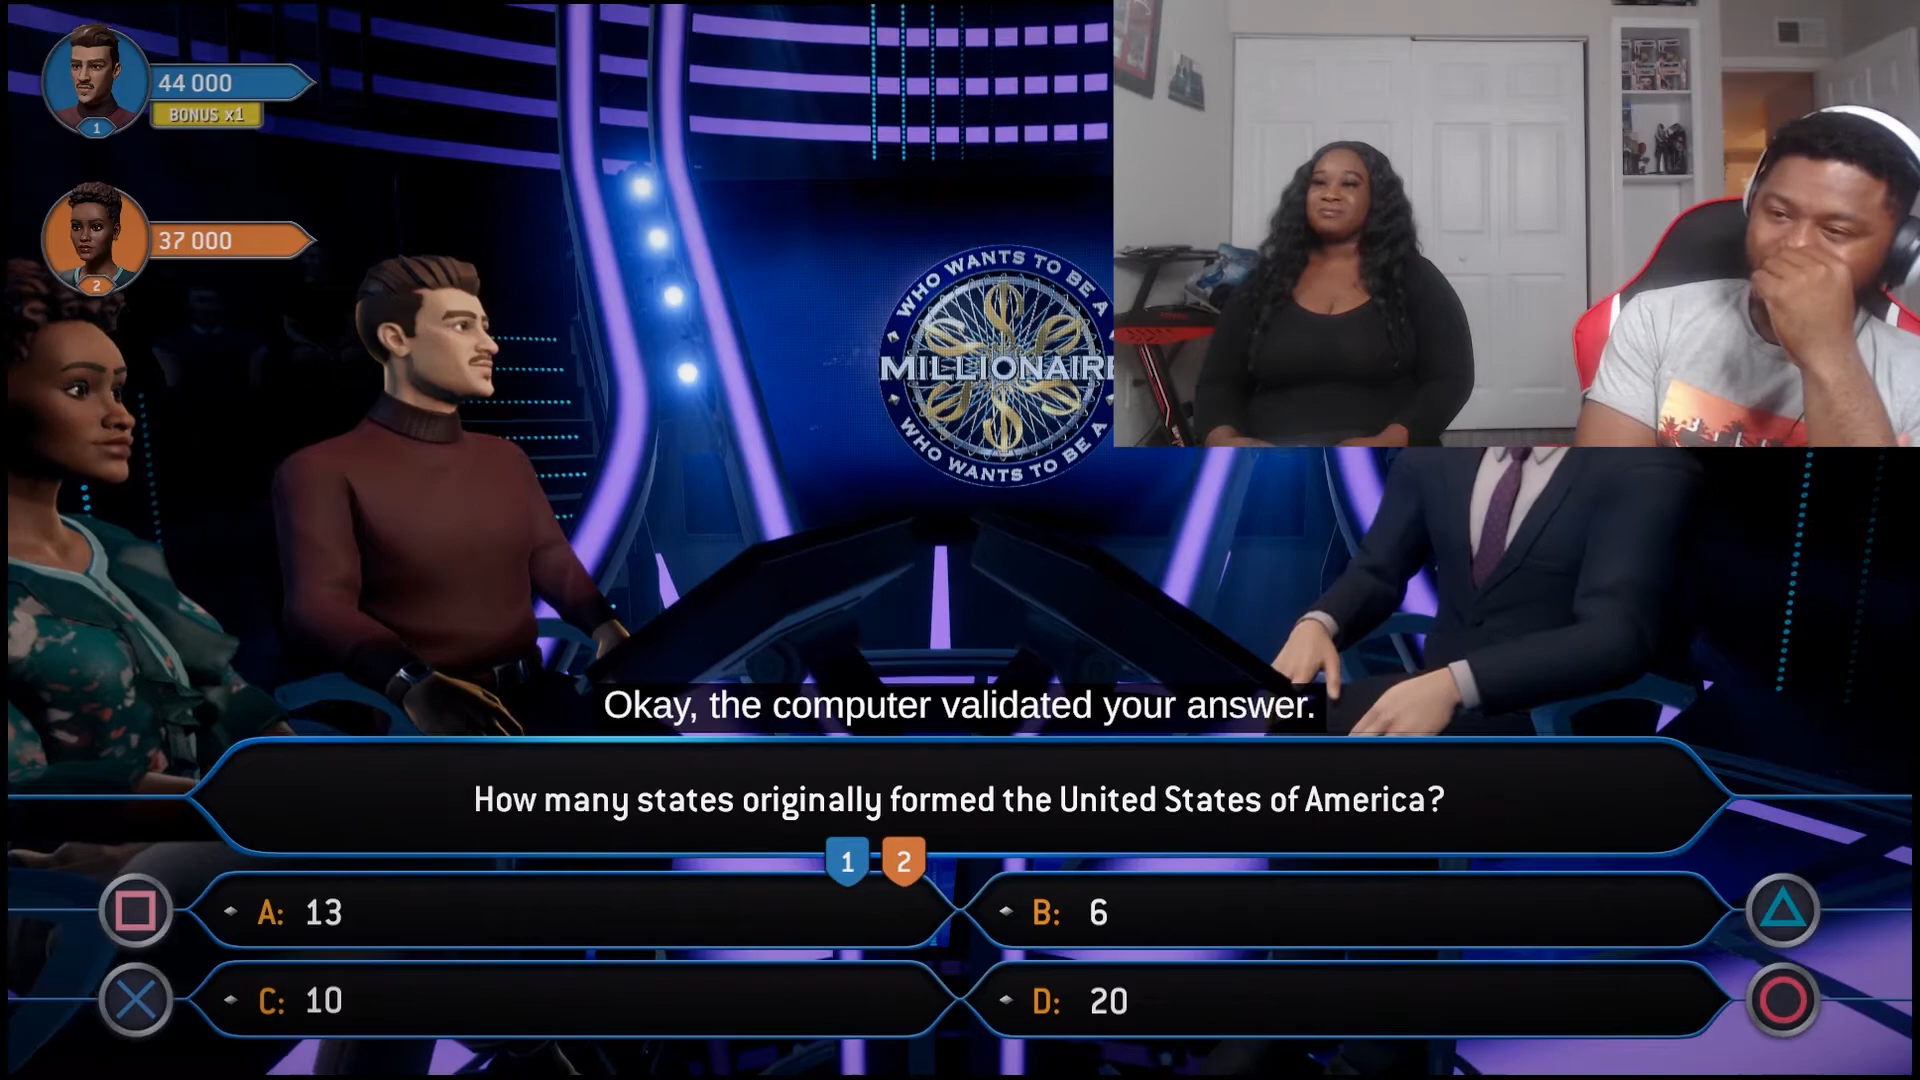 44 000
BONUS x1
1
37 000
2
WHO WANTS TO BE A
MILLIONAIRE
WHO WANTS TO BE A
Okay, the computer validated your answer.
How many states originally formed the United States of America?
1 2
A: 13
B: 6
C: 10
D: 20